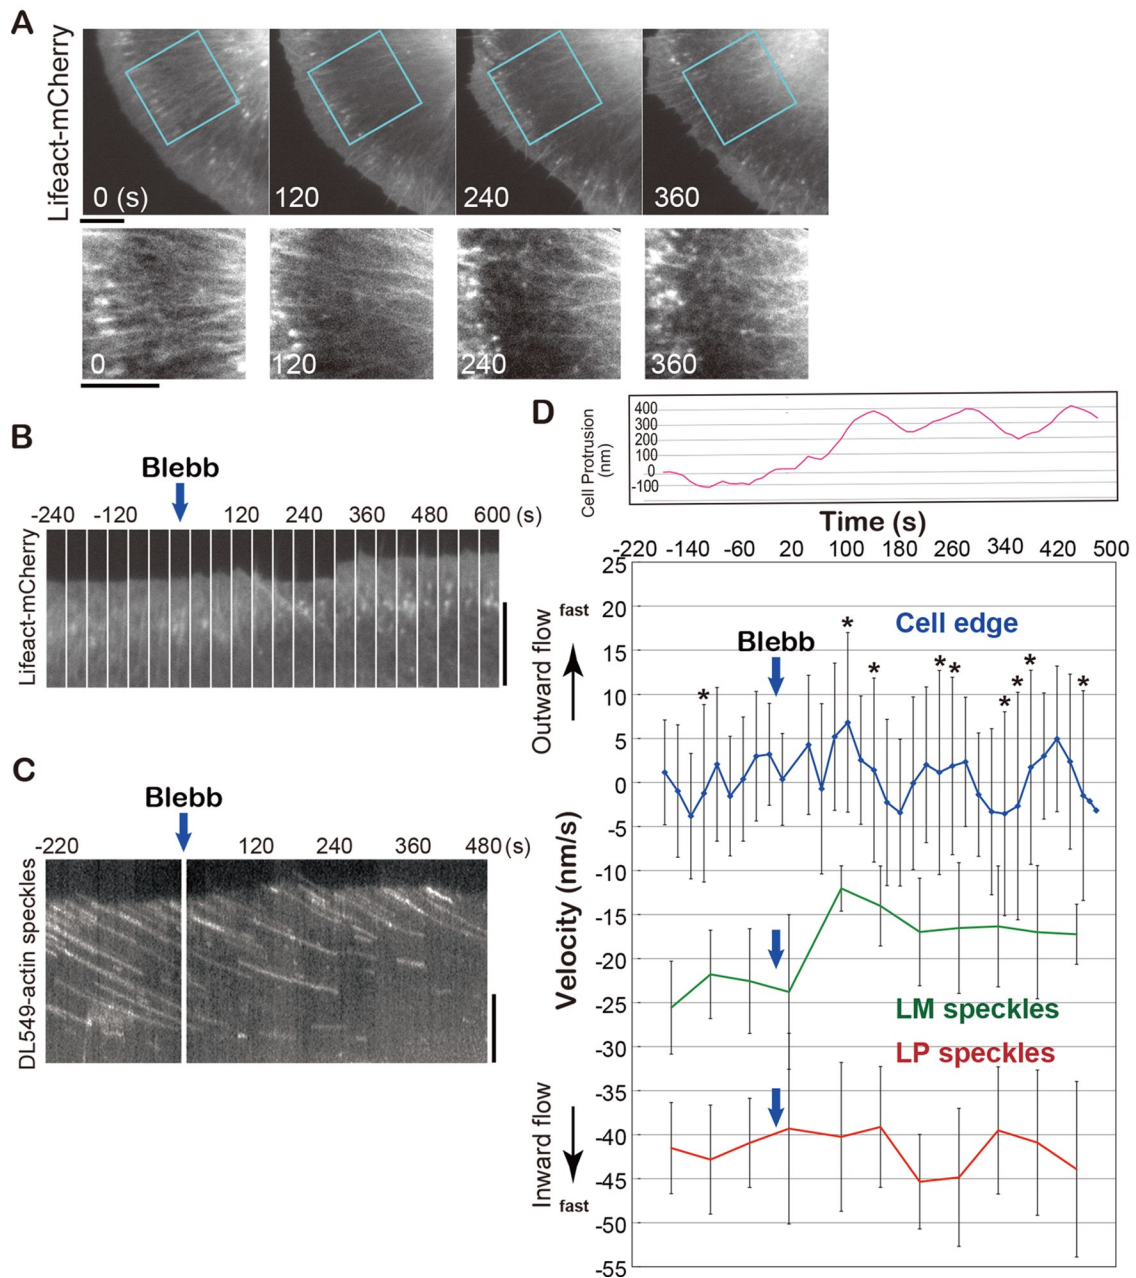 A
Lifeact-mCherry
0 (s)
120
240
360
0
120
240
360
B
Blebb
-240 -120 120 240 360 480 600 (s)
Lifeact-mCherry
C
Blebb
-220 120 240 360 480 (s)
DL549-actin speckles
D
Cell Protrusion
(nm)
400
300
200
100
0
-100
Time (s)
-220 -140 -60 20 100 180 260 340 420 500
Velocity (nm/s)
Outward flow
fast
Inward flow
fast
25
20
15
10
5
0
-5
-10
-15
-20
-25
-30
-35
-40
-45
-50
-55
Blebb
Cell edge
* * * * * * * * *
LM speckles
LP speckles